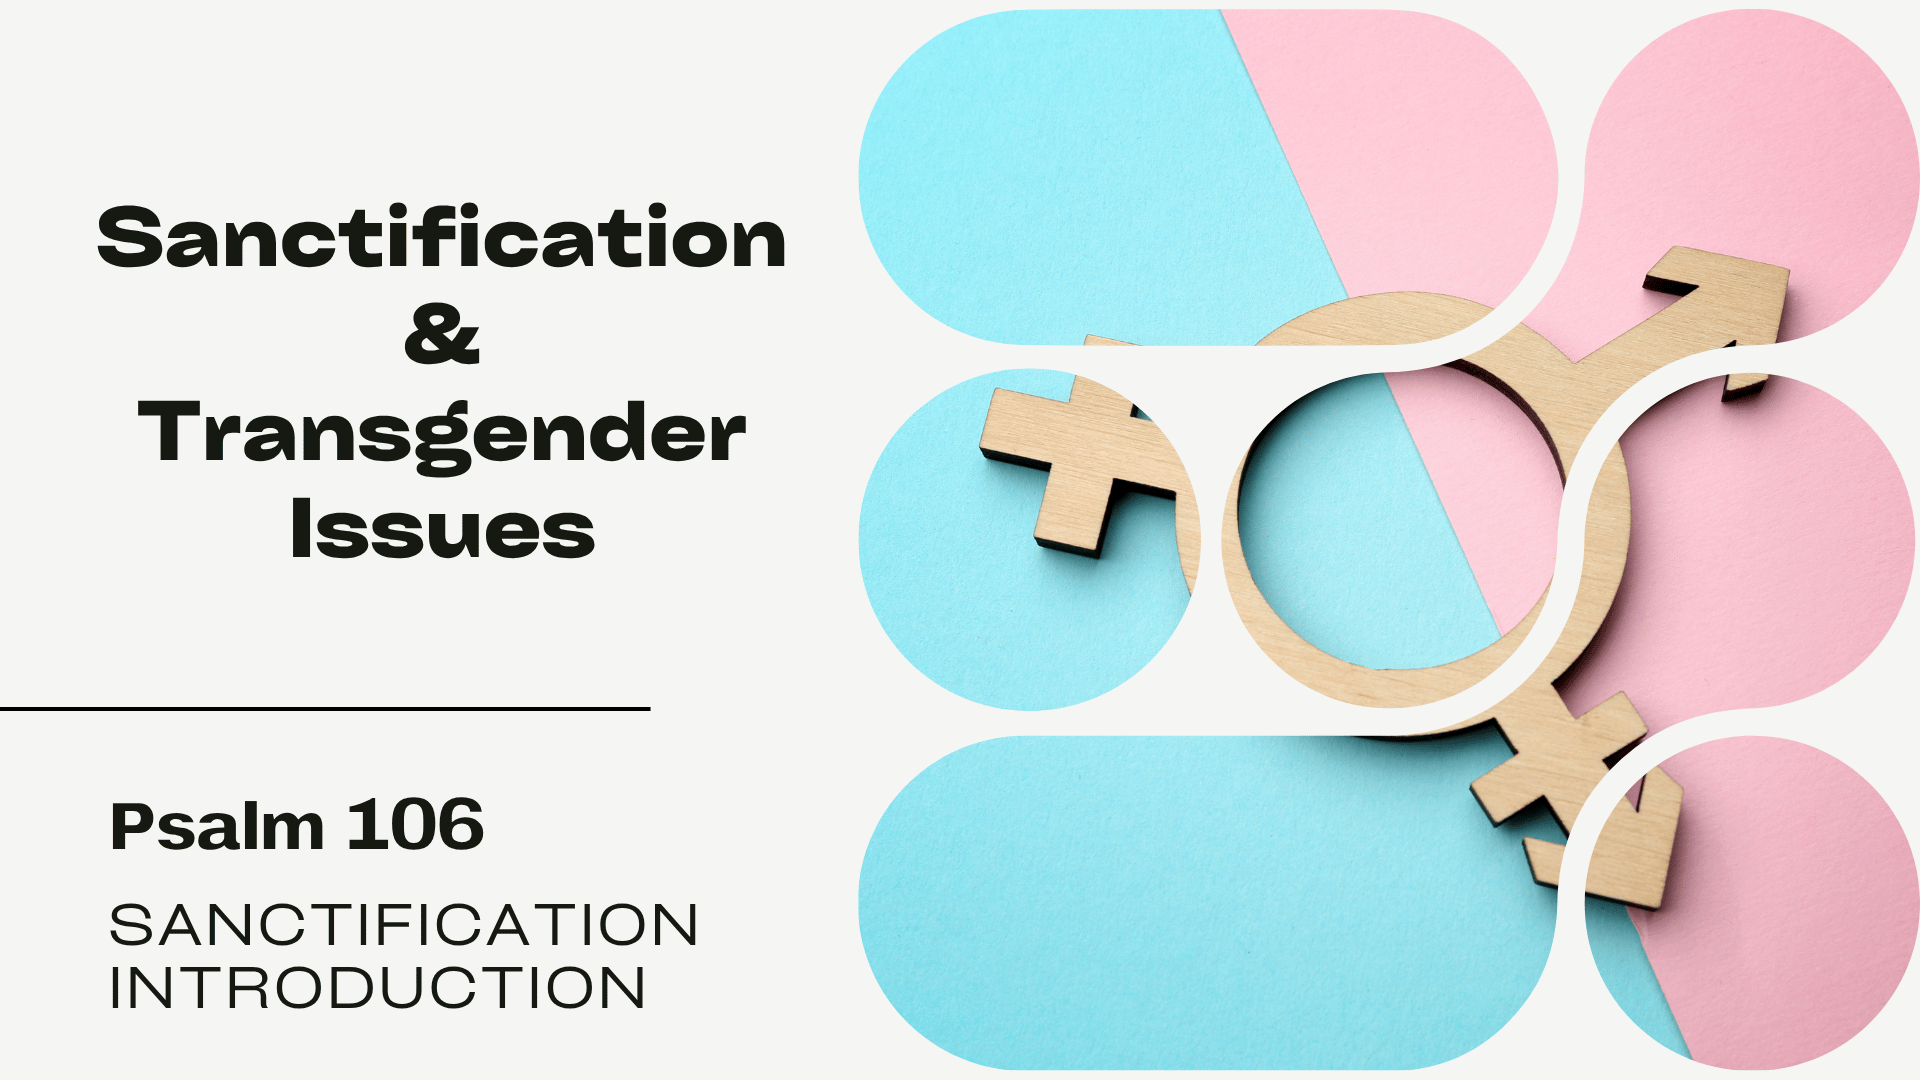 Sanctification
&
Transgender
Issues
Psalm 106
SANCTIFICATION
INTRODUCTION